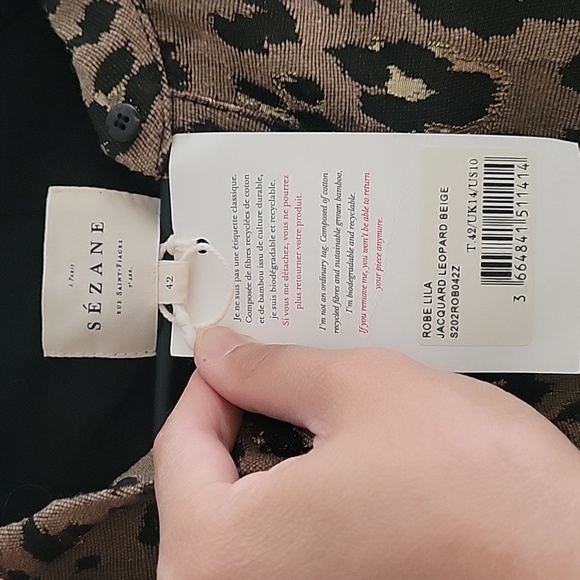 À PARIS
SÉZANE
RUE SAINT-FIACRE
2e ARR.
42
Je ne suis pas une étiquette classique.
Composée de fibres recyclées de coton
et de bambou issu de culture durable,
je suis biodégradable et recyclable.
Si vous me détachez, vous ne pourrez
plus retourner votre produit.
I'm not an ordinary tag. Composed of cotton
recycled fibres and sustainable grown bamboo,
I'm biodegradable and recyclable.
If you remove me, you won't be able to return
your piece anymore.
ROBE LILA
JACQUARD LEOPARD BEIGE
S202ROB042Z
T. 42/UK14/US10
3 664841 511414